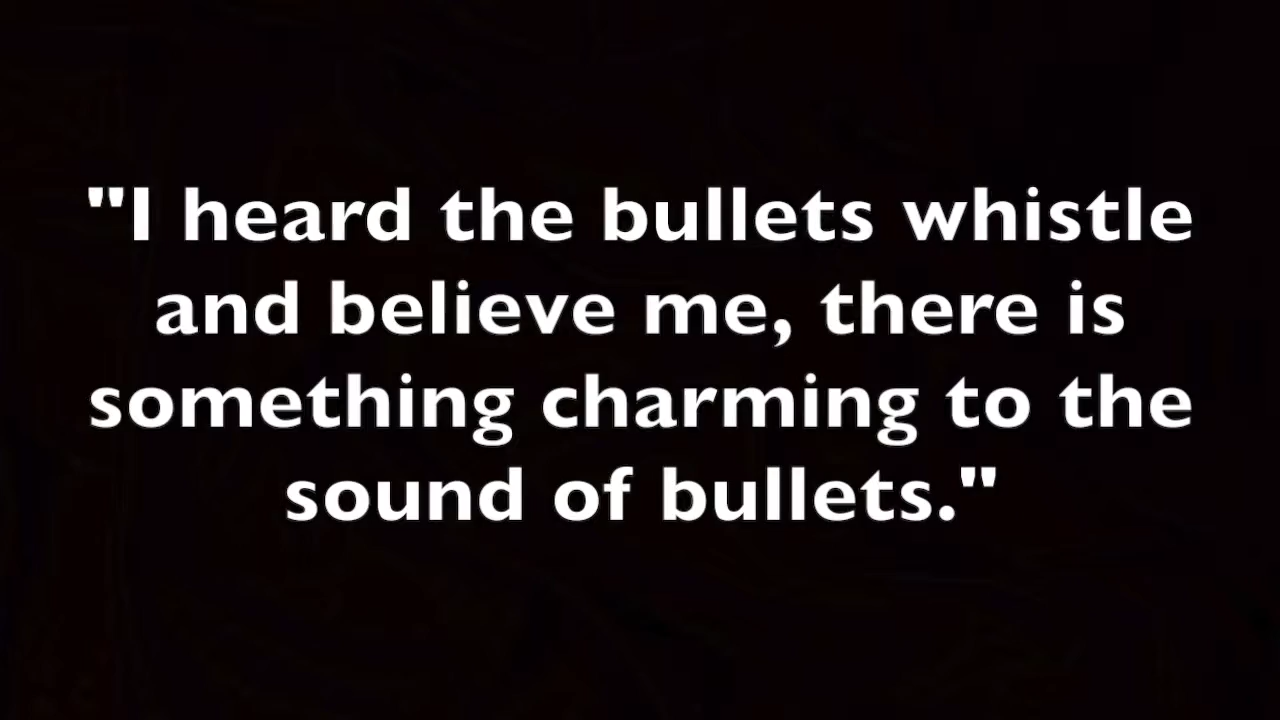 "I heard the bullets whistle
and believe me, there is
something charming to the
sound of bullets."